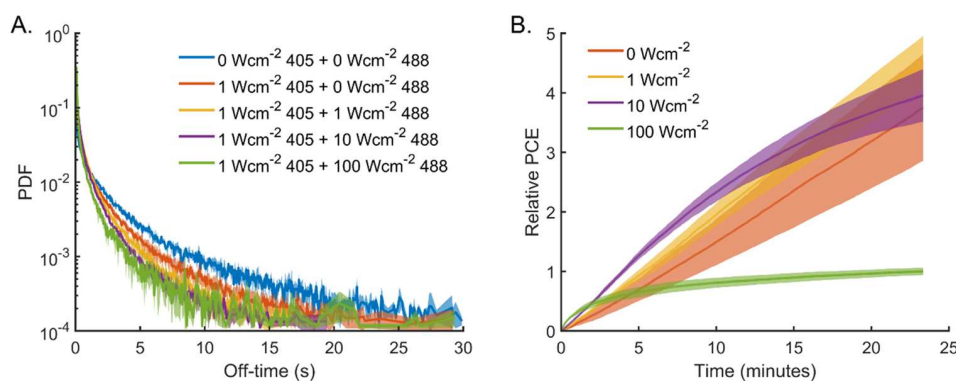 A.
PDF
10^0
10^-1
10^-2
10^-3
10^-4
0 Wcm^-2 405 + 0 Wcm^-2 488
1 Wcm^-2 405 + 0 Wcm^-2 488
1 Wcm^-2 405 + 1 Wcm^-2 488
1 Wcm^-2 405 + 10 Wcm^-2 488
1 Wcm^-2 405 + 100 Wcm^-2 488
0 5 10 15 20 25 30
Off-time (s)
B.
Relative PCE
5
4
3
2
1
0
0 Wcm^-2
1 Wcm^-2
10 Wcm^-2
100 Wcm^-2
0 5 10 15 20 25
Time (minutes)